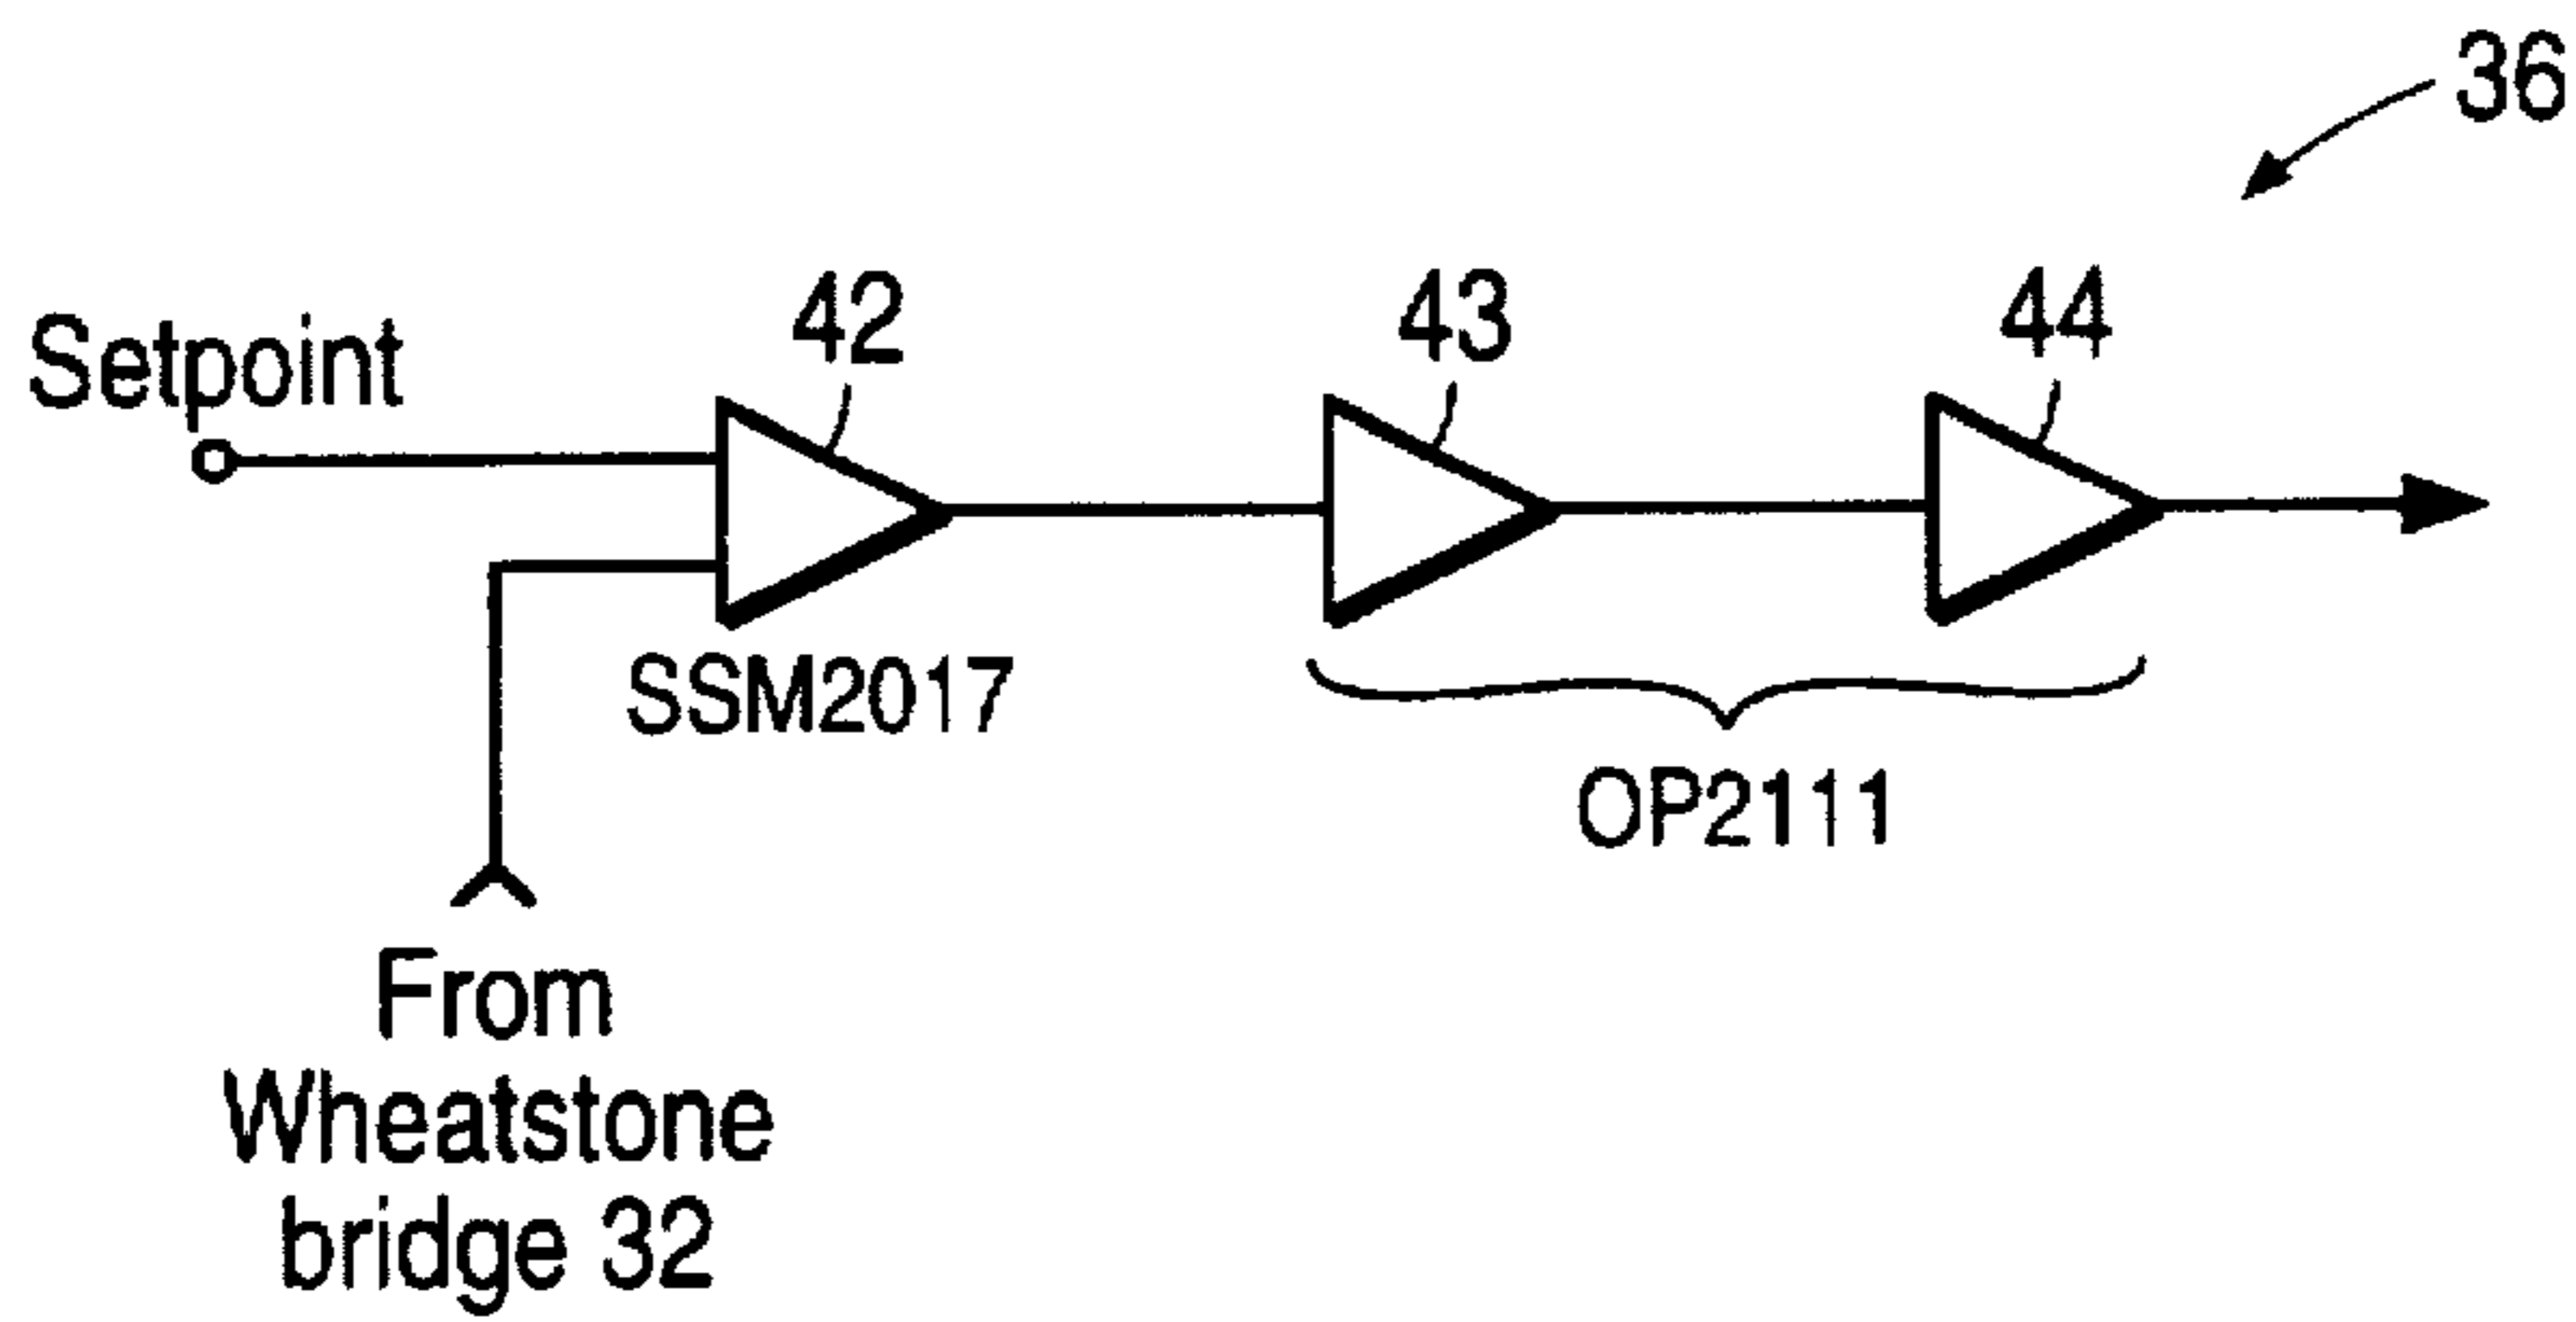 36
42
43
44
Setpoint
SSM2017
OP2111
From
Wheatstone
bridge 32